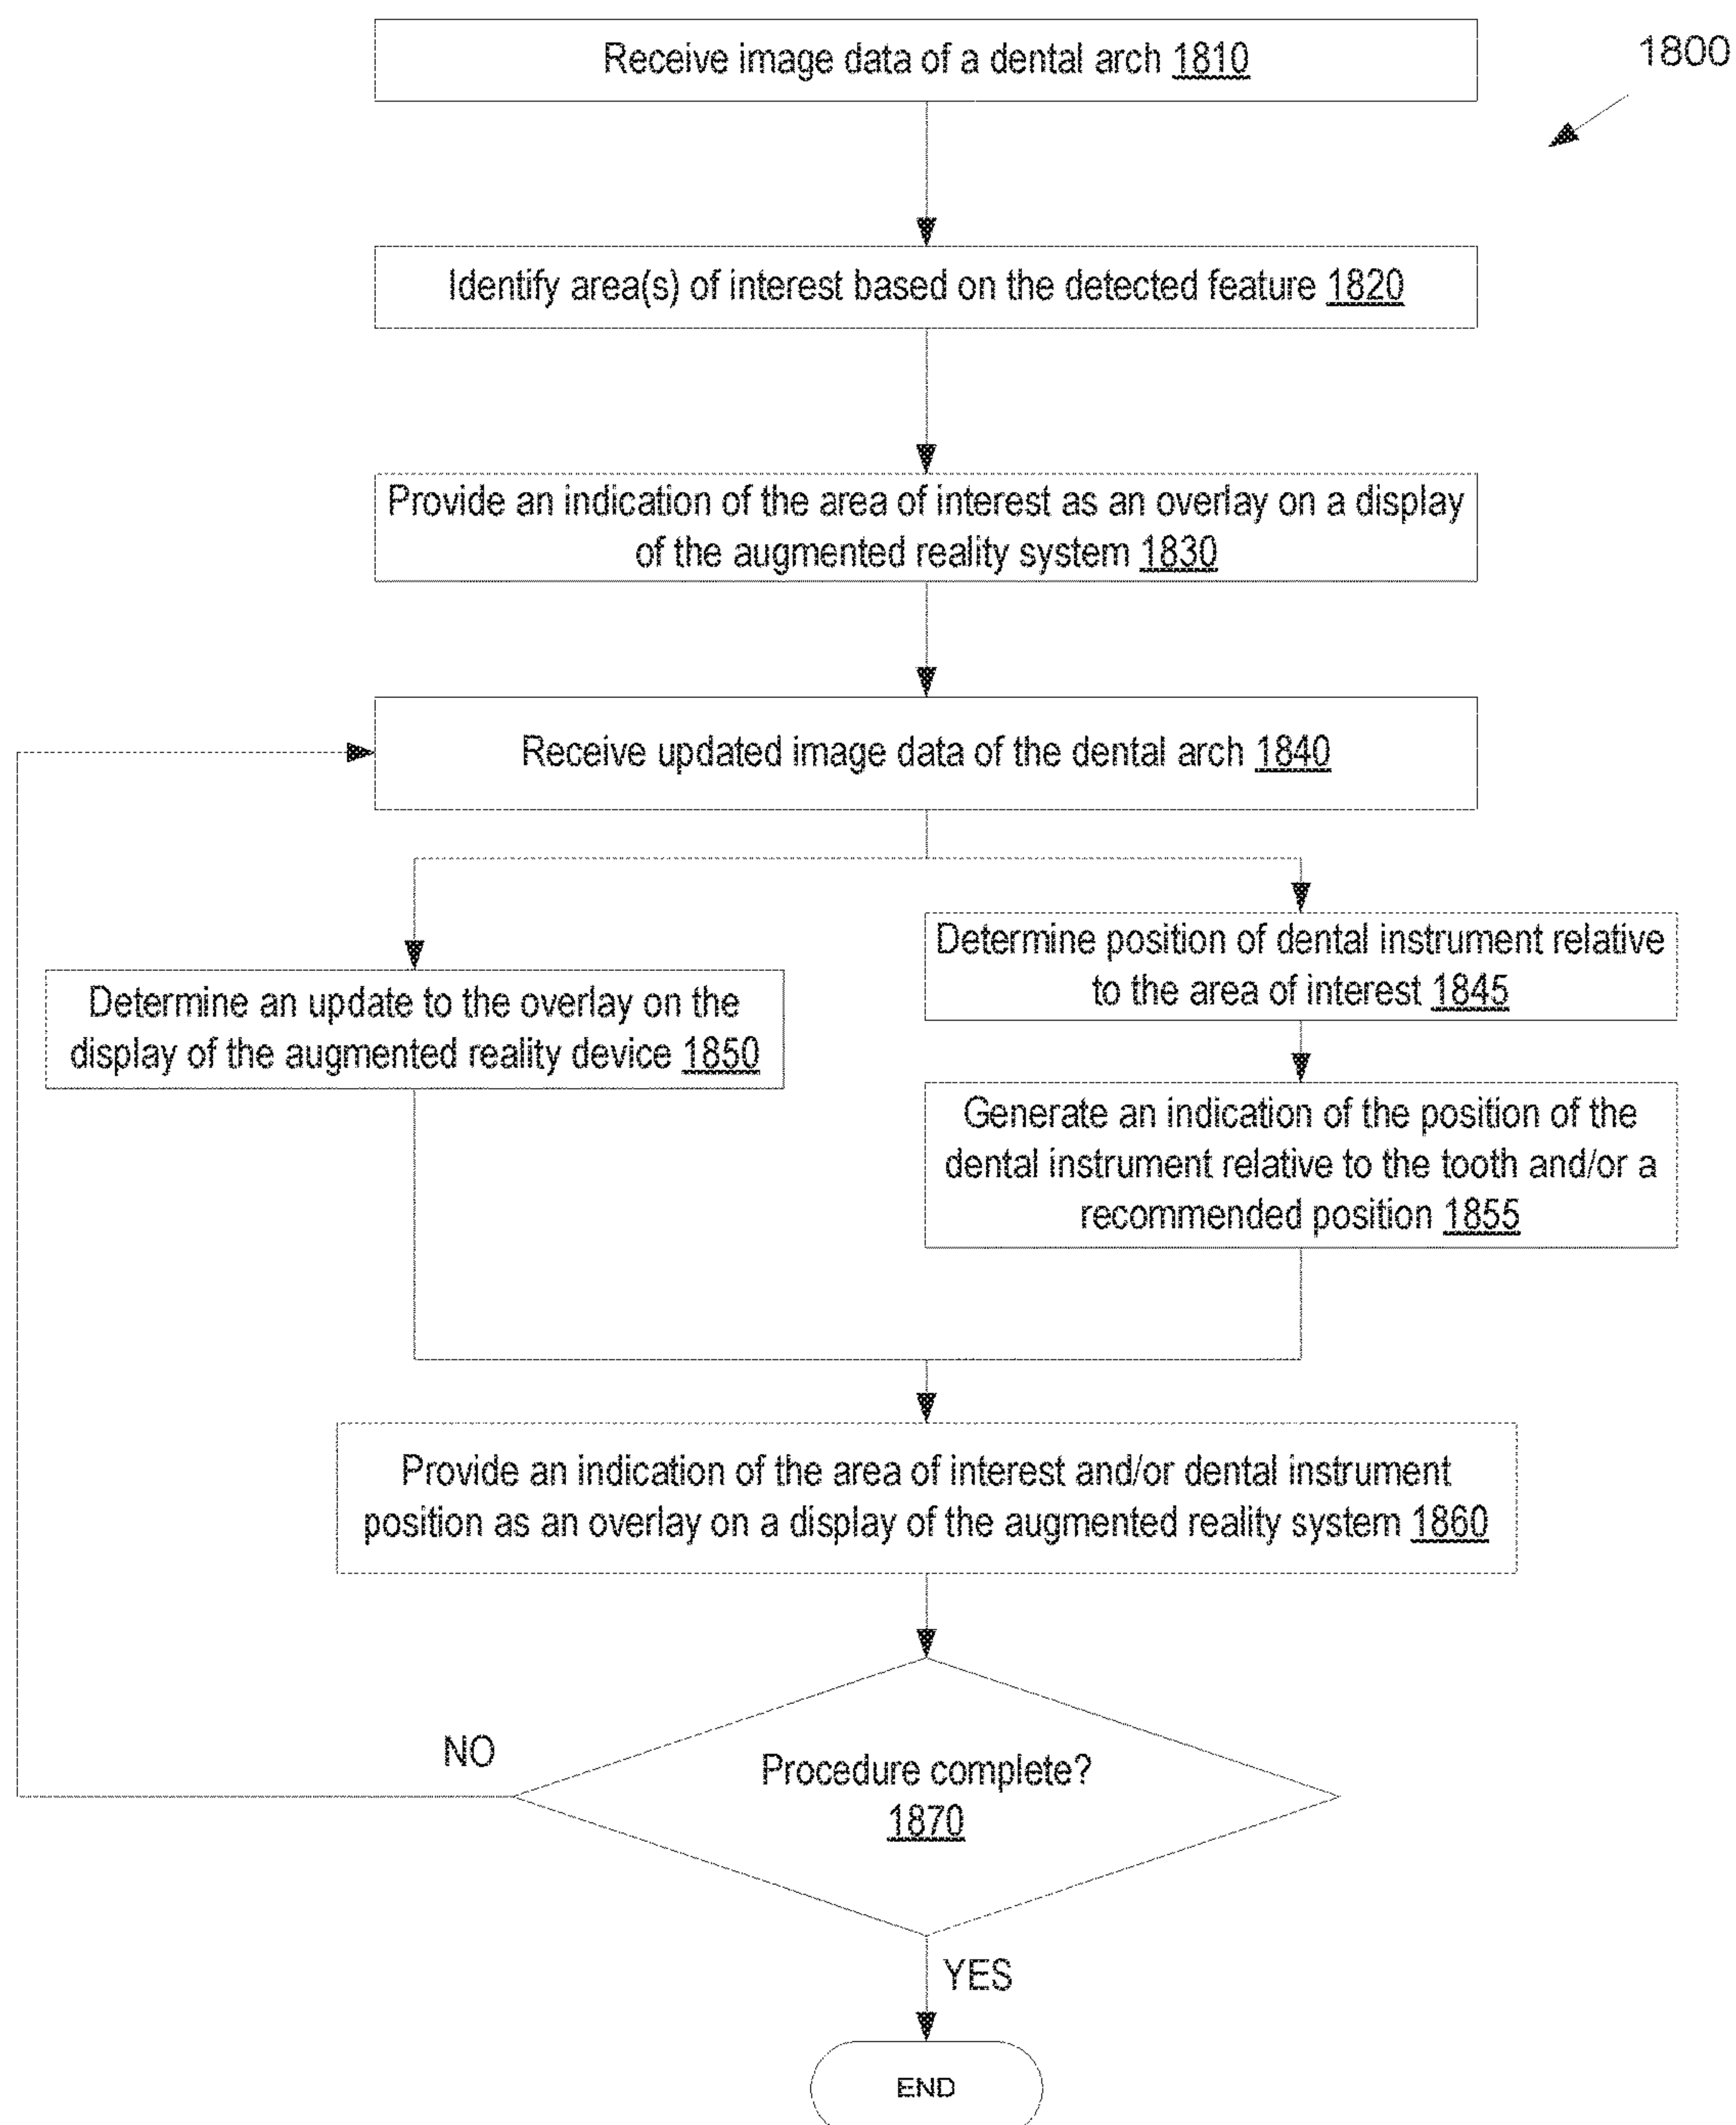 Receive image data of a dental arch 1810
1800
Identify area(s) of interest based on the detected feature 1820
Provide an indication of the area of interest as an overlay on a display
of the augmented reality system 1830
Receive updated image data of the dental arch 1840
Determine an update to the overlay on the
display of the augmented reality device 1850
Determine position of dental instrument relative
to the area of interest 1845
Generate an indication of the position of the
dental instrument relative to the tooth and/or a
recommended position 1855
Provide an indication of the area of interest and/or dental instrument
position as an overlay on a display of the augmented reality system 1860
NO
Procedure complete?
1870
YES
END